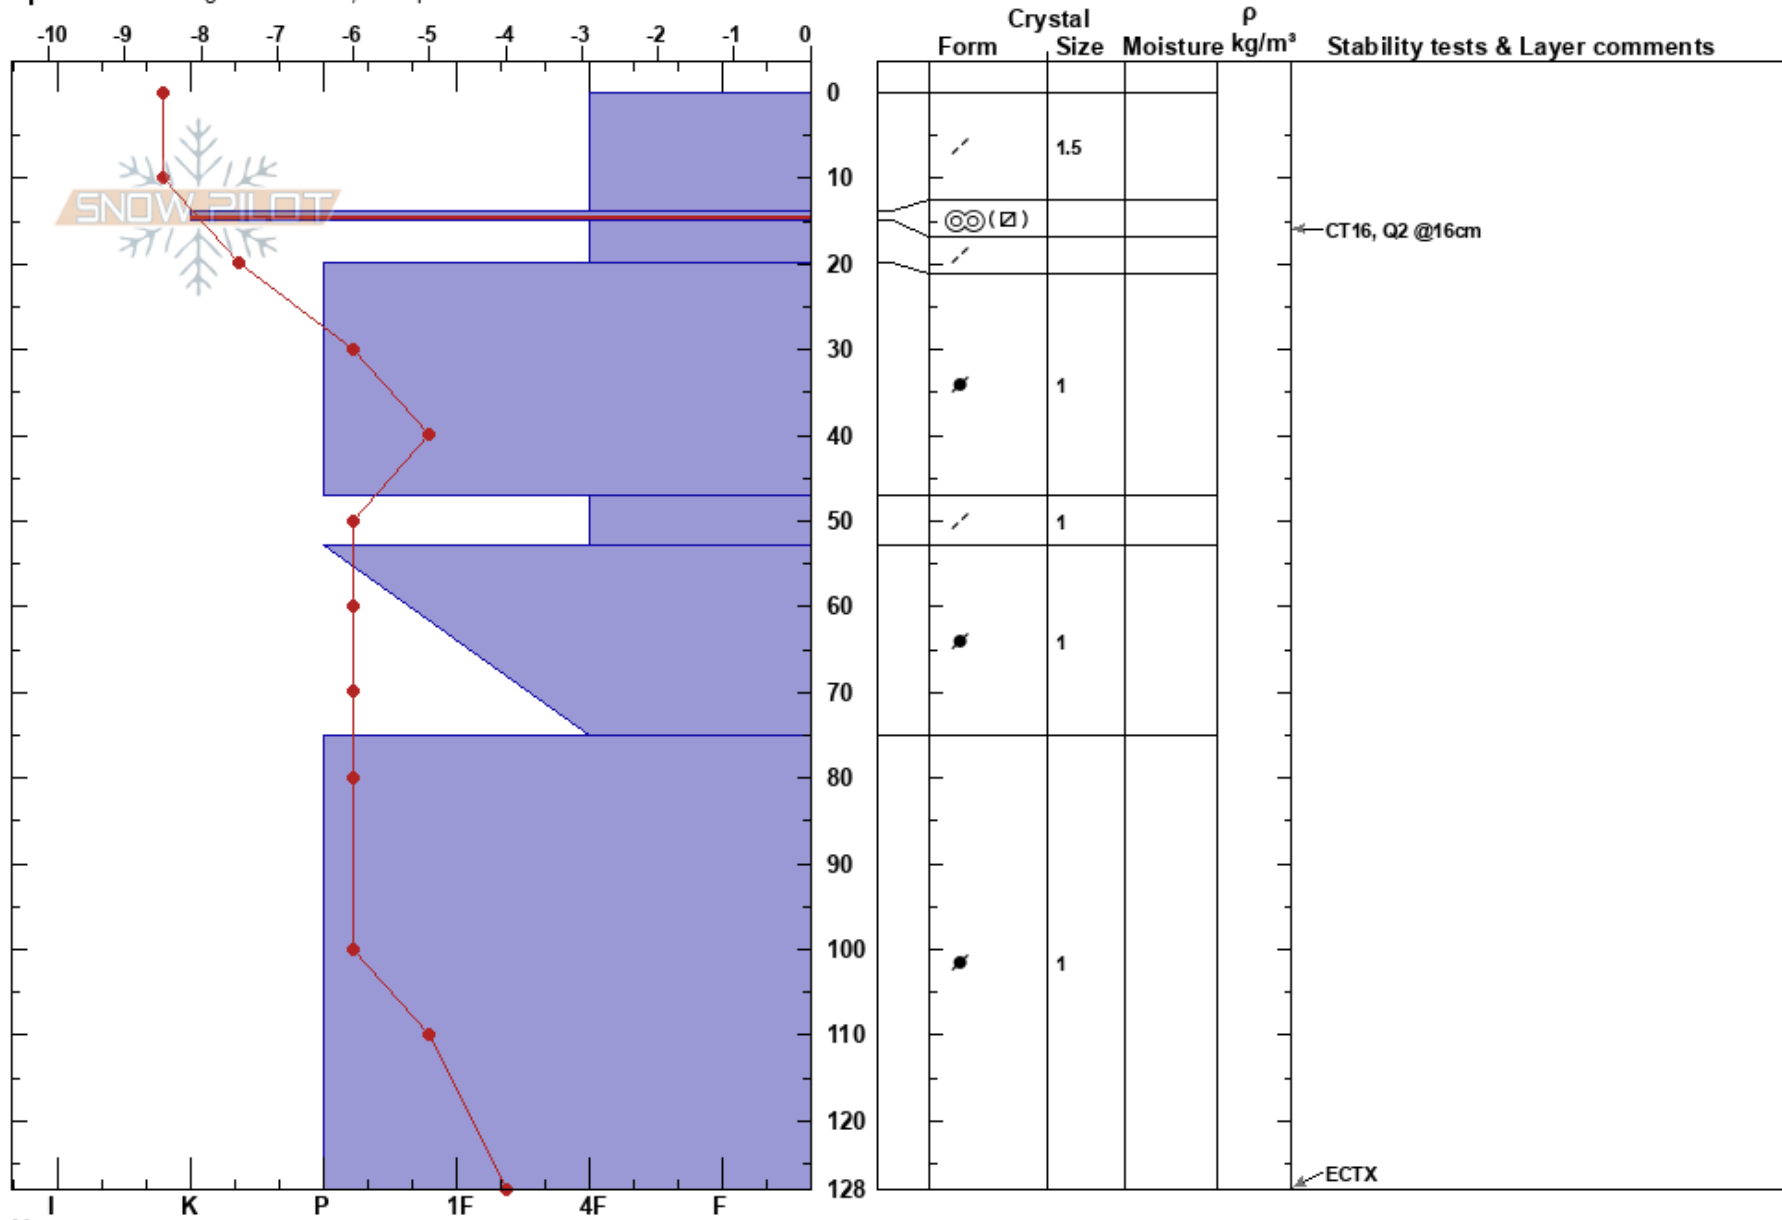 -10 -9 -8 -7 -6 -5 -4 -3 -2 -1 0
Crystal
Form Size Moisture ρ kg/m³ Stability tests & Layer comments
0
1.5
10
SNOW PILOT
CT16, Q2 @16cm
20
30
1
40
50
1
60
1
70
80
90
100
1
110
120
ECTX
128
I K P 1F 4F F